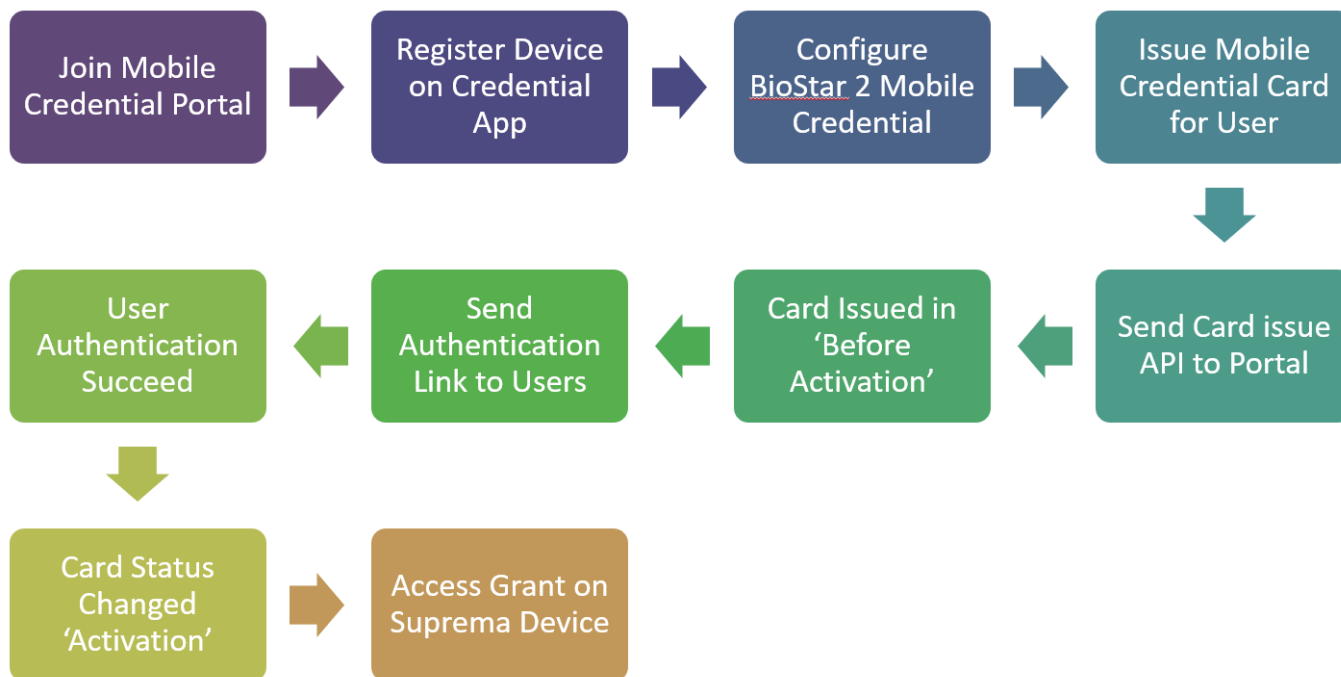 Join Mobile
Credential Portal
Register Device
on Credential
App
Configure
BioStar 2 Mobile
Credential
Issue Mobile
Credential Card
for User
Send Card issue
API to Portal
Card Issued in
‘Before
Activation’
Send
Authentication
Link to Users
User
Authentication
Succeed
Card Status
Changed
‘Activation’
Access Grant on
Suprema Device